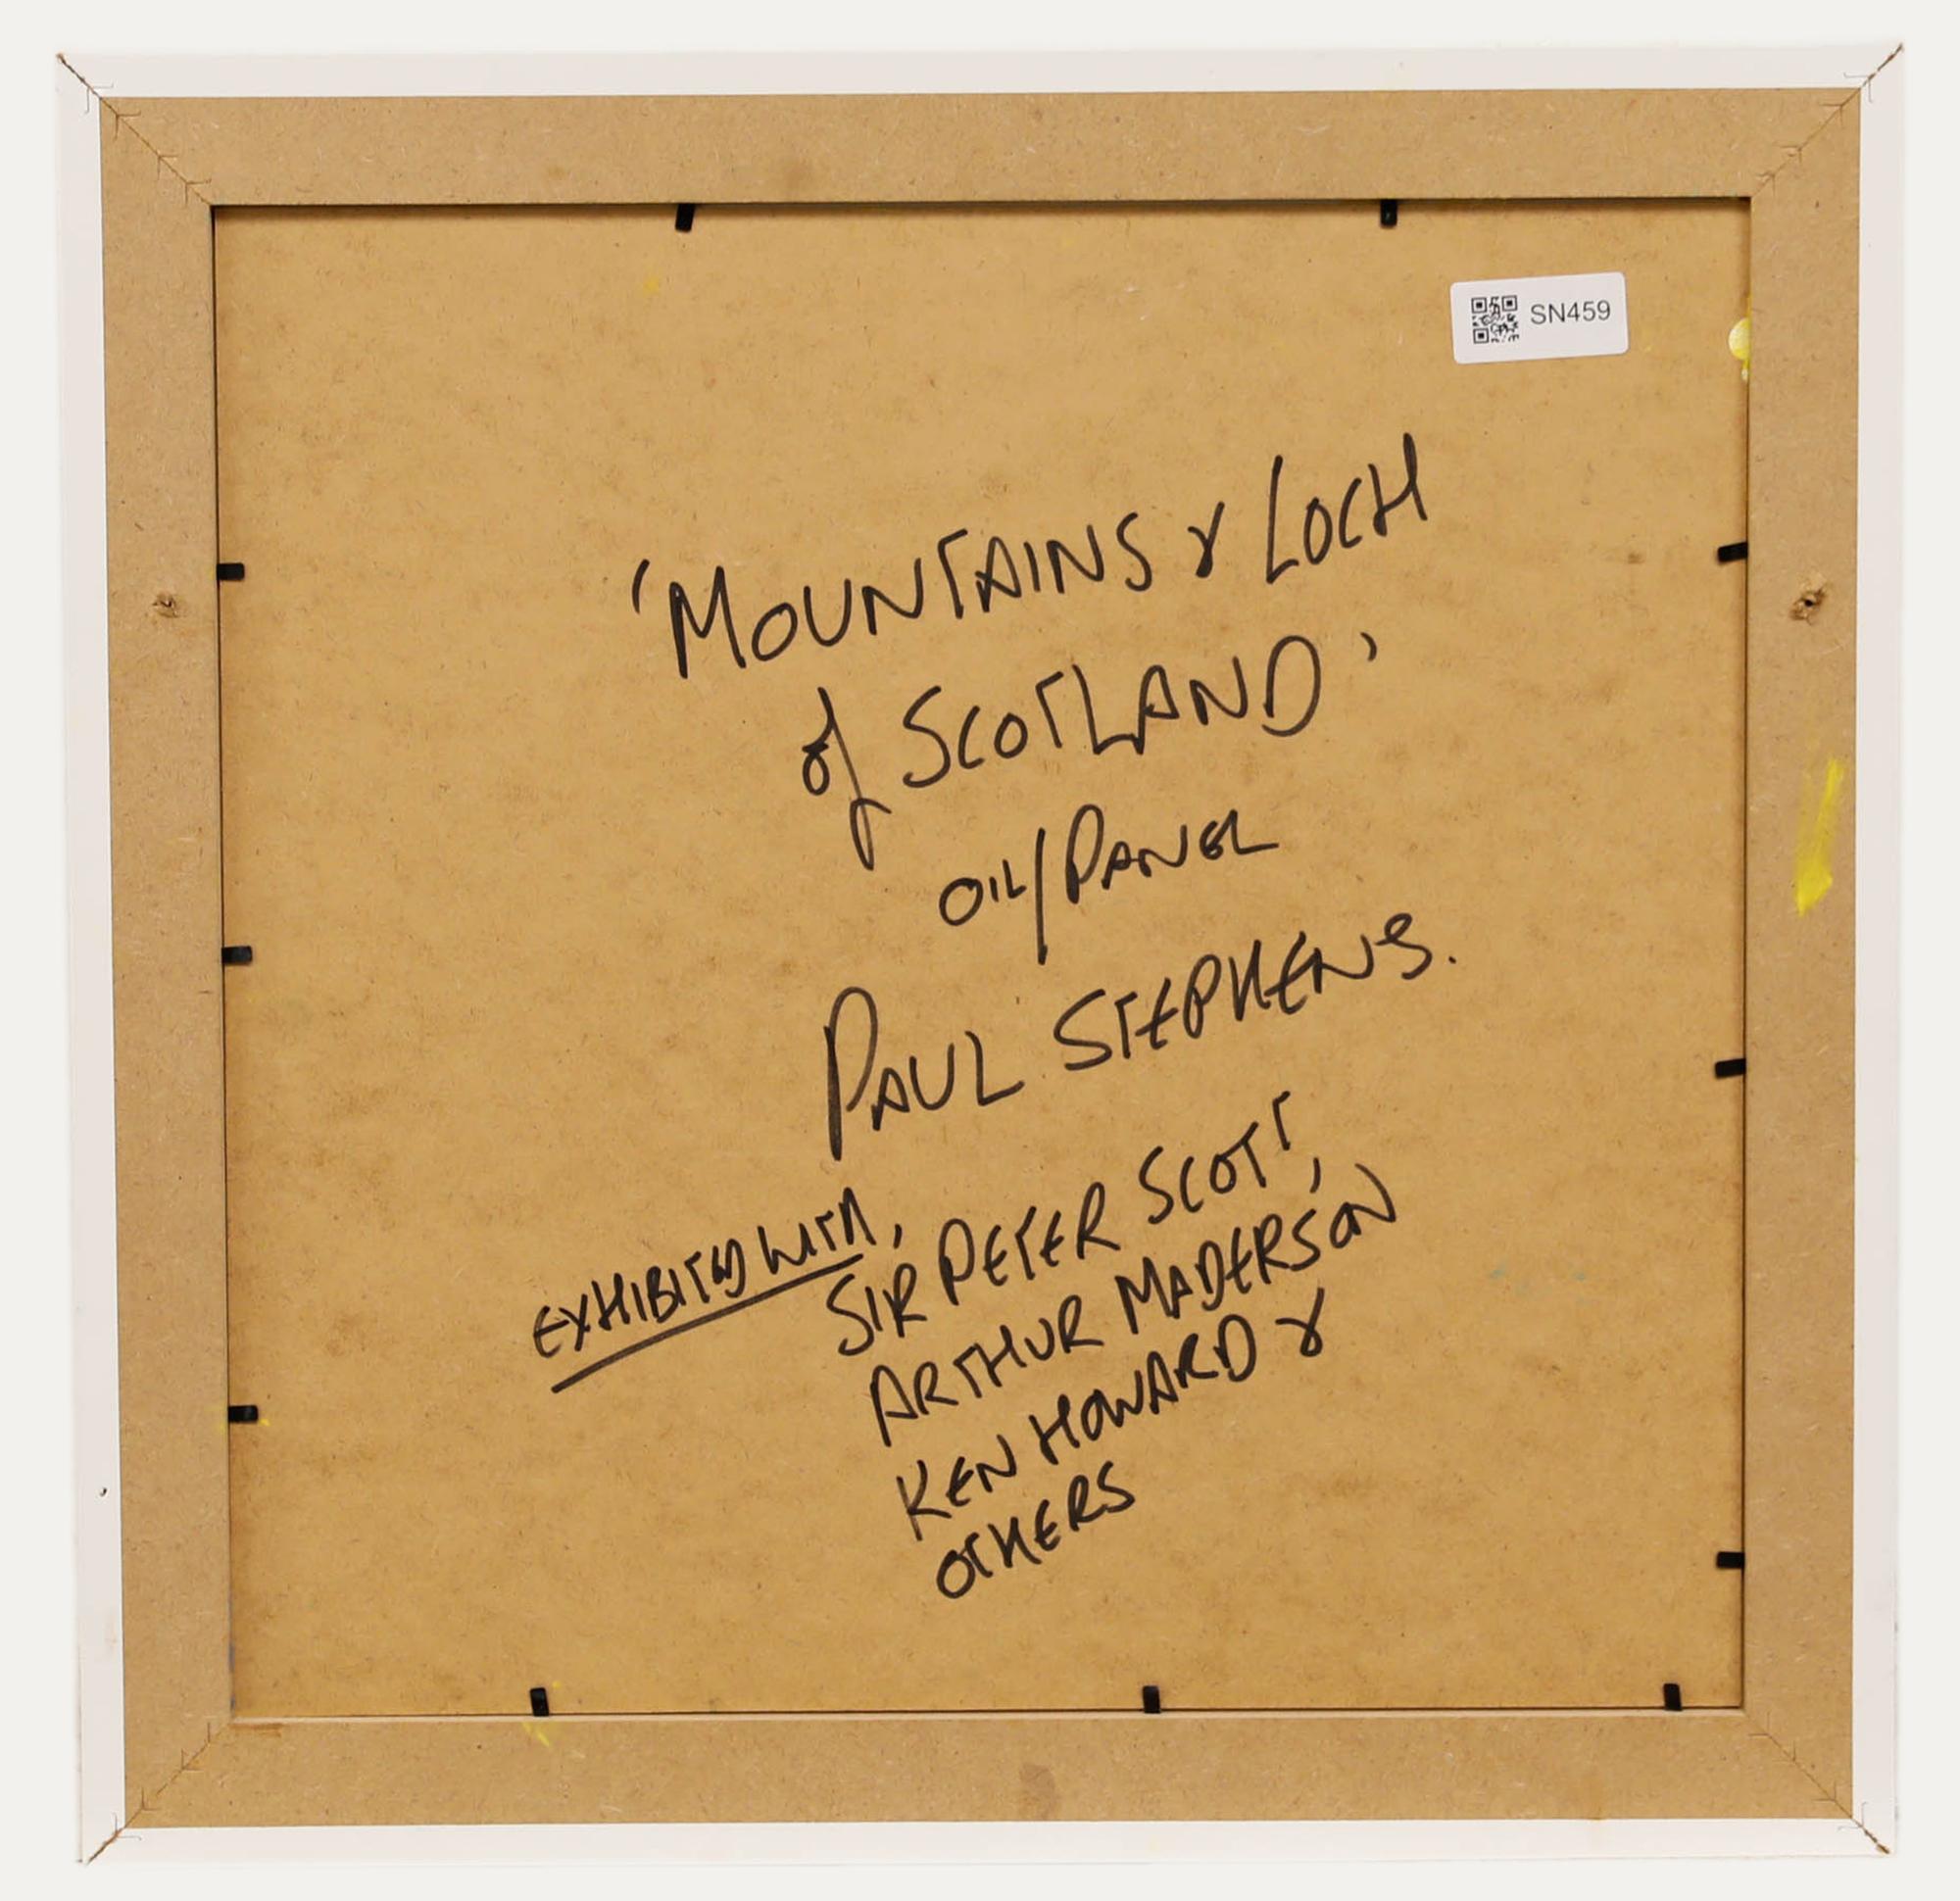 SN459
'MOUNTAINS & LOCH
of SCOTLAND'
OIL/PANEL
PAUL STEPHENS.
EXHIBITED WITH,
SIR PETER SCOTT,
ARTHUR MADERSON
KEN HOWARD &
OTHERS